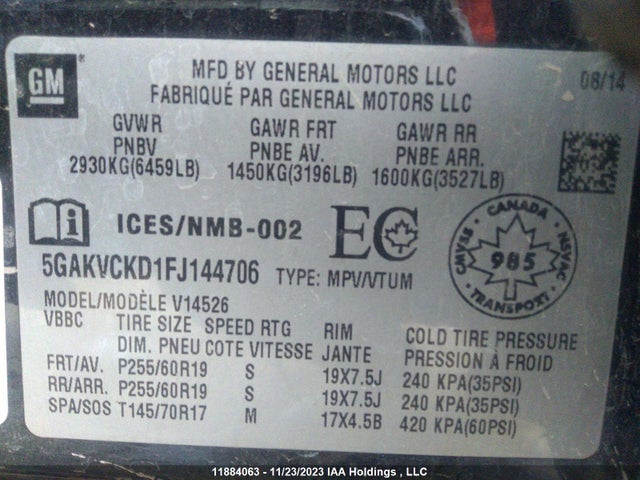 GM
MFD BY GENERAL MOTORS LLC
FABRIQUÉ PAR GENERAL MOTORS LLC
08/14
GVWR GAWR FRT GAWR RR
PNBV PNBE AV. PNBE ARR.
2930KG(6459LB) 1450KG(3196LB) 1600KG(3527LB)
i ICES/NMB-002 EC
CANADA
CMVSS 985 NSVAC
TRANSPORT
5GAKVCKD1FJ144706 TYPE: MPV/VTUM
MODEL/MODÈLE V14526
VBBC TIRE SIZE SPEED RTG RIM COLD TIRE PRESSURE
DIM. PNEU COTE VITESSE JANTE PRESSION À FROID
FRT/AV. P255/60R19 S 19X7.5J 240 KPA(35PSI)
RR/ARR. P255/60R19 S 19X7.5J 240 KPA(35PSI)
SPA/SOS T145/70R17 M 17X4.5B 420 KPA(60PSI)
11884063 - 11/23/2023 IAA Holdings , LLC